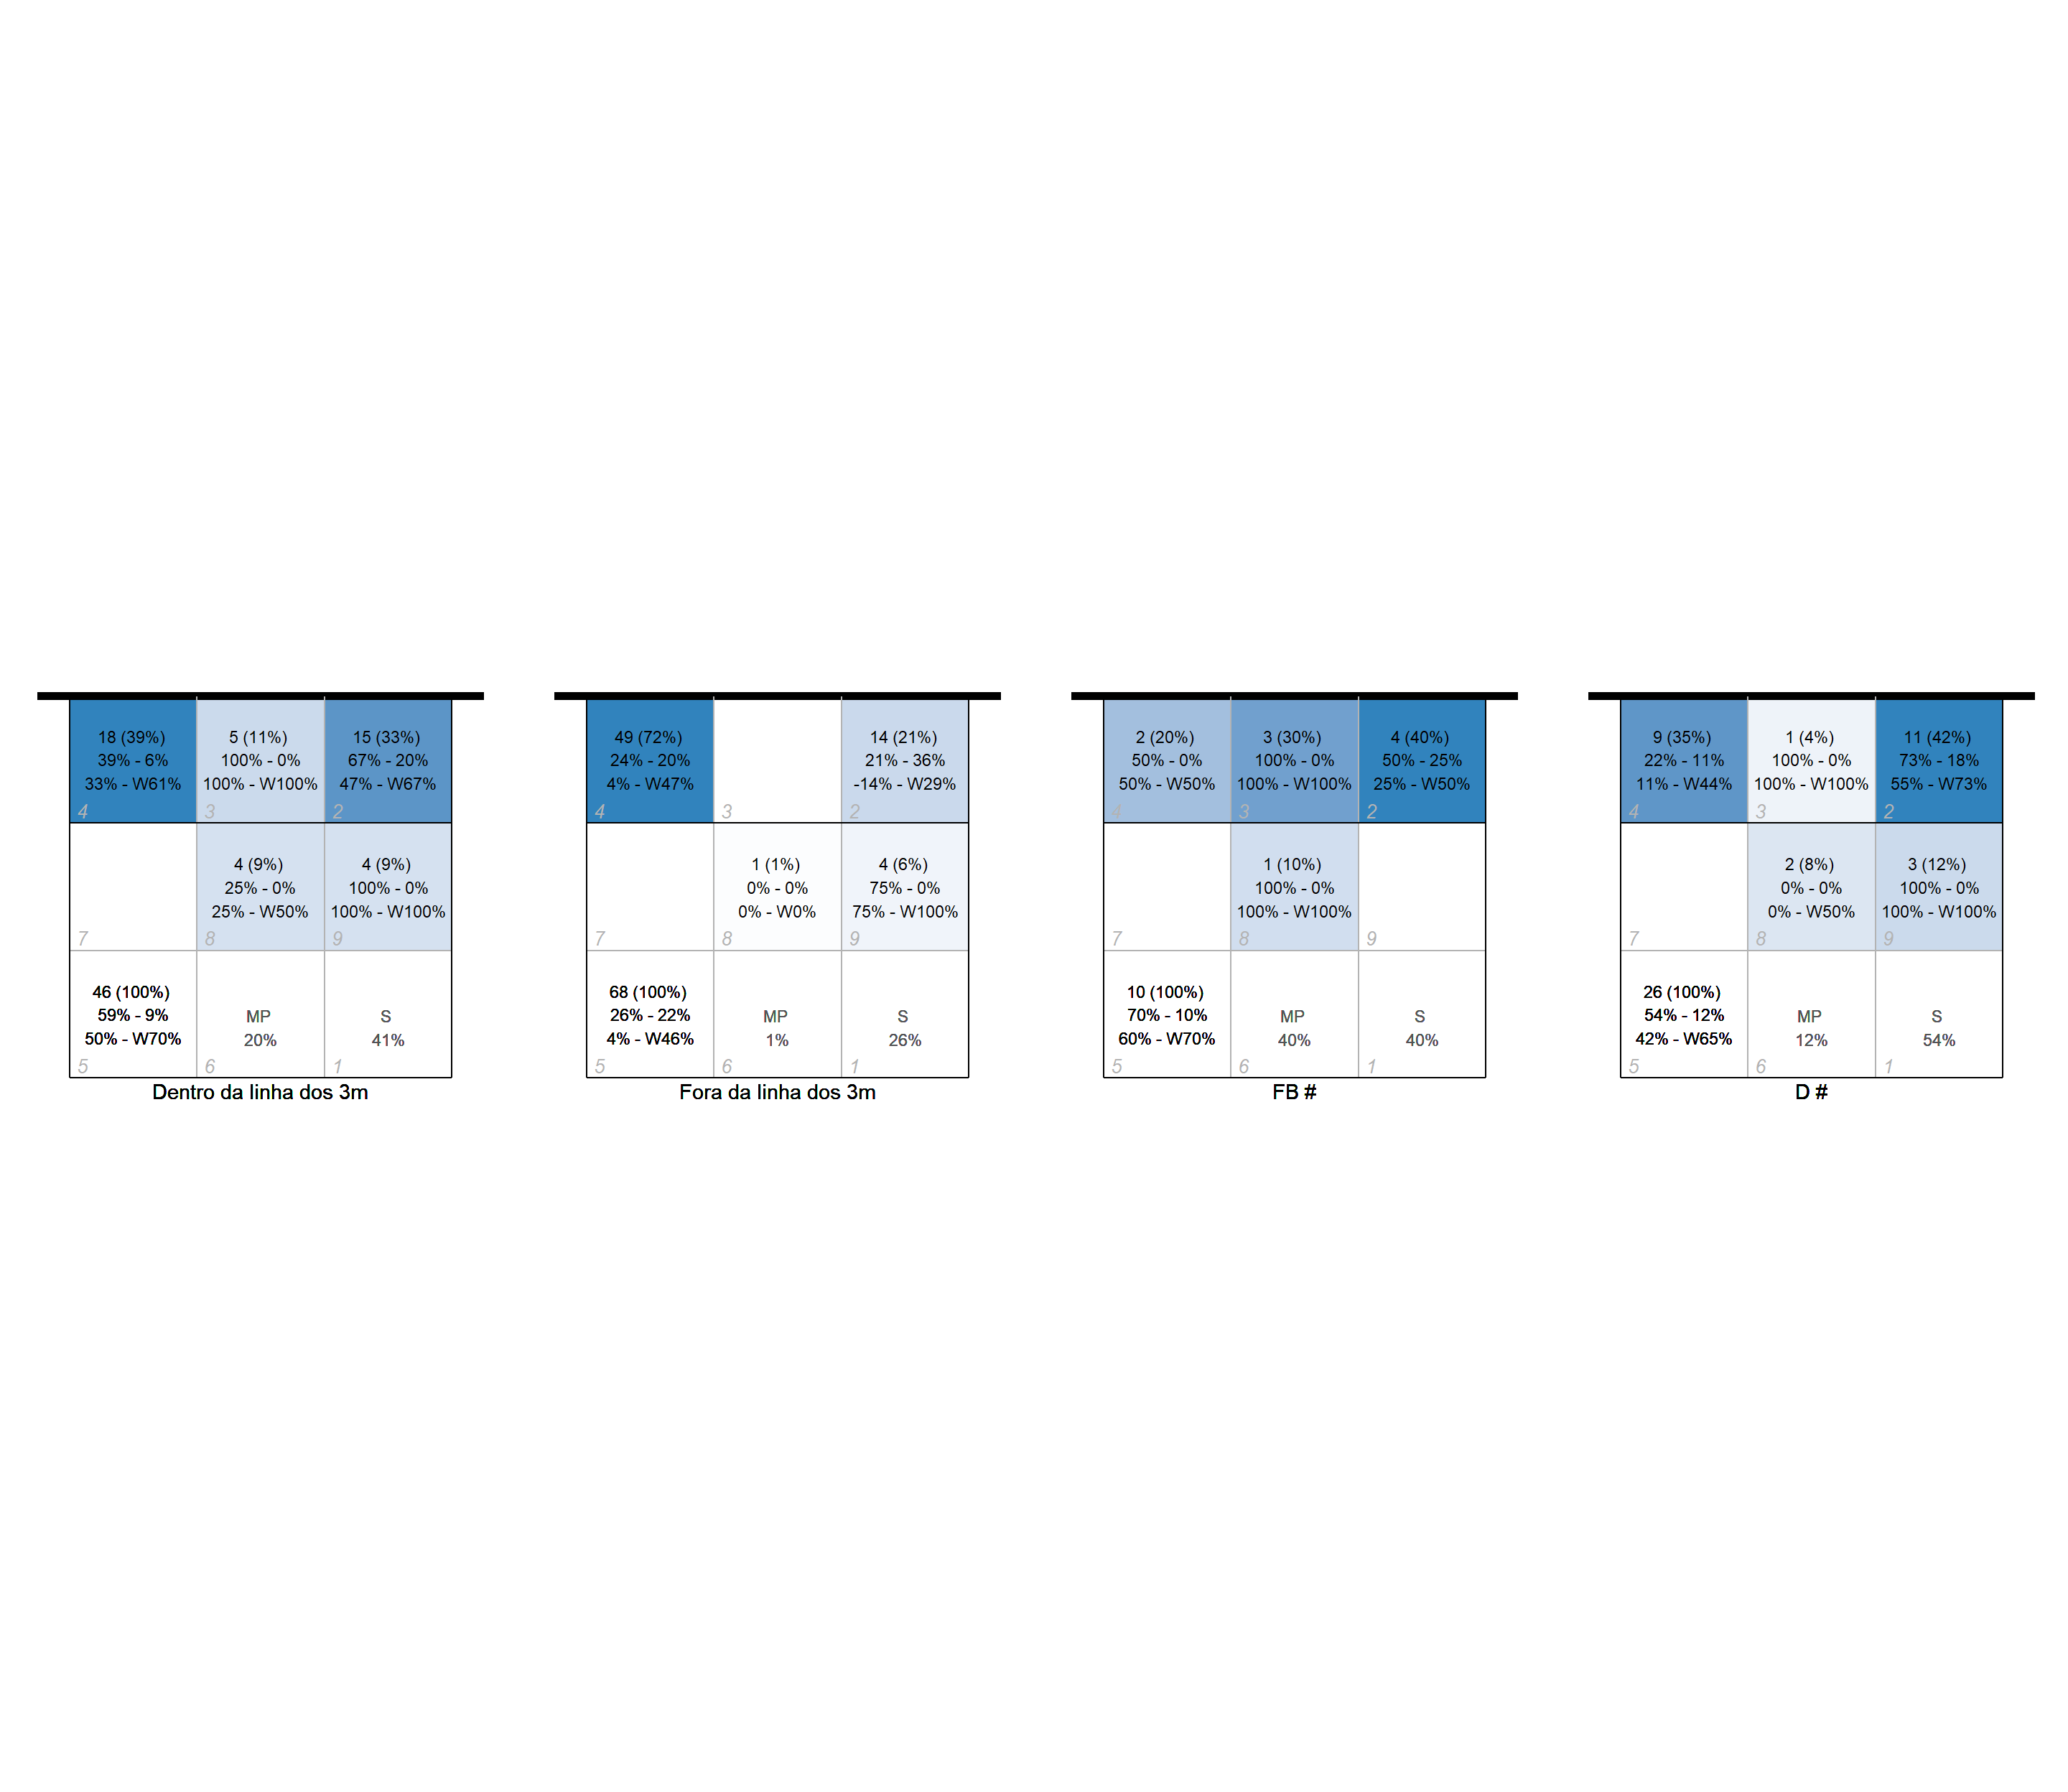 18 (39%)
39% - 6%
33% - W61%
4
5 (11%)
100% - 0%
100% - W100%
3
15 (33%)
67% - 20%
47% - W67%
2
7
4 (9%)
25% - 0%
25% - W50%
8
4 (9%)
100% - 0%
100% - W100%
9
46 (100%)
59% - 9%
50% - W70%
5
MP
20%
6
S
41%
1
Dentro da linha dos 3m
49 (72%)
24% - 20%
4% - W47%
4
3
14 (21%)
21% - 36%
-14% - W29%
2
7
1 (1%)
0% - 0%
0% - W0%
8
4 (6%)
75% - 0%
75% - W100%
9
68 (100%)
26% - 22%
4% - W46%
5
MP
1%
6
S
26%
1
Fora da linha dos 3m
2 (20%)
50% - 0%
50% - W50%
4
3 (30%)
100% - 0%
100% - W100%
3
4 (40%)
50% - 25%
25% - W50%
2
7
1 (10%)
100% - 0%
100% - W100%
8
9
10 (100%)
70% - 10%
60% - W70%
5
MP
40%
6
S
40%
1
FB #
9 (35%)
22% - 11%
11% - W44%
4
1 (4%)
100% - 0%
100% - W100%
3
11 (42%)
73% - 18%
55% - W73%
2
7
2 (8%)
0% - 0%
0% - W50%
8
3 (12%)
100% - 0%
100% - W100%
9
26 (100%)
54% - 12%
42% - W65%
5
MP
12%
6
S
54%
1
D #